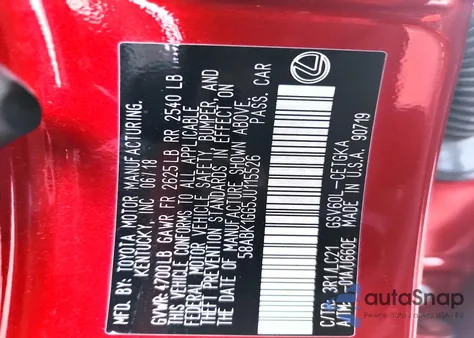 MFD. BY: TOYOTA MOTOR MANUFACTURING,
KENTUCKY, INC 06/18
GVWR 4700LB GAWR FR 2625LB RR 2540 LB
THIS VEHICLE CONFORMS TO ALL APPLICABLE
FEDERAL MOTOR VEHICLE SAFETY, BUMPER, AND
THEFT PREVENTION STANDARDS IN EFFECT ON
THE DATE OF MANUFACTURE SHOWN ABOVE.
58ABK1GG5JU115526 PASS. CAR
C/TR: 3R1/LC21 GSV60L-CETGKA
A/TM: -01A/U660E MADE IN U.S.A. 90719
autoSnap